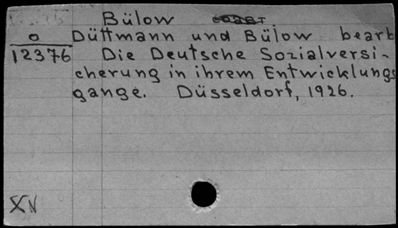 Bülow
o Düttmann und Bülow bearb
12376 Die Deutsche Sozialversi-
cherung in ihrem Entwicklungs
gange. Düsseldorf, 1926.
XV